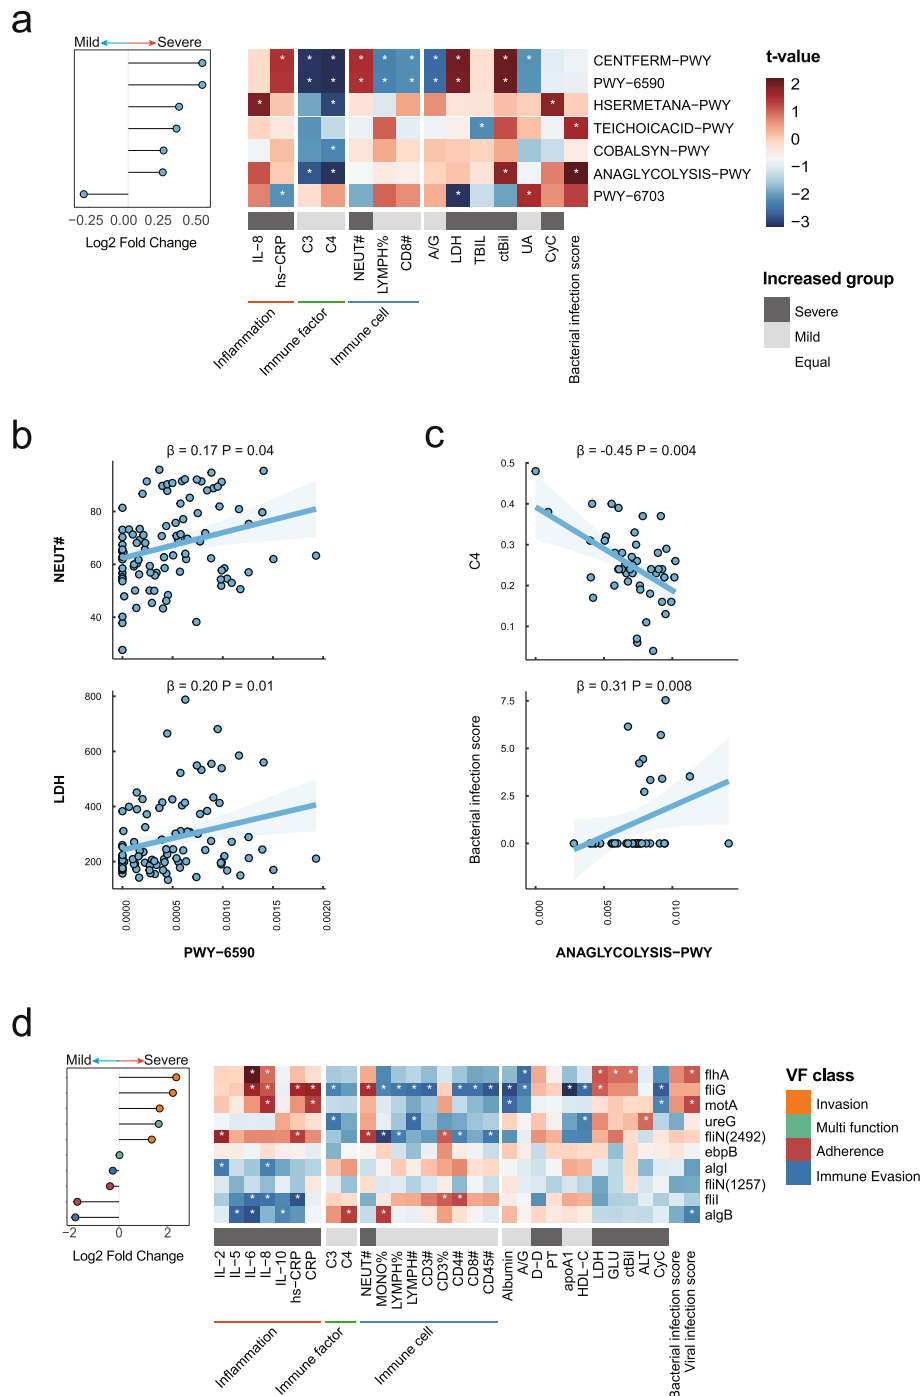 a
Mild Severe
CENTFERM−PWY
PWY−6590
HSERMETANA−PWY
TEICHOICACID−PWY
COBALSYN−PWY
ANAGLYCOLYSIS−PWY
PWY−6703
−0.25 0.00 0.25 0.50
Log2 Fold Change
IL−8
hs−CRP
C3
C4
NEUT#
LYMPH%
CD8#
A/G
LDH
TBIL
ctBil
UA
CyC
Bacterial infection score
Inflammation
Immune factor
Immune cell
t-value
2
1
0
−1
−2
−3
Increased group
Severe
Mild
Equal
b
β = 0.17 P = 0.04
NEUT#
80
60
40
β = 0.20 P = 0.01
LDH
800
600
400
200
0.0000
0.0005
0.0010
0.0015
0.0020
PWY−6590
c
β = -0.45 P = 0.004
C4
0.5
0.4
0.3
0.2
0.1
β = 0.31 P = 0.008
Bacterial infection score
7.5
5.0
2.5
0.0
0.000
0.005
0.010
ANAGLYCOLYSIS−PWY
d
Mild Severe
flhA
fliG
motA
ureG
fliN(2492)
ebpB
algI
fliN(1257)
fliI
algB
−2 0 2
Log2 Fold Change
IL−2
IL−5
IL−6
IL−8
IL−10
hs−CRP
CRP
C3
C4
NEUT#
MONO%
LYMPH%
LYMPH#
CD3#
CD3%
CD4#
CD8#
CD45#
Albumin
A/G
D−D
PT
apoA1
HDL−C
LDH
GLU
ctBil
ALT
CyC
Bacterial infection score
Viral infection score
Inflammation
Immune factor
Immune cell
VF class
Invasion
Multi function
Adherence
Immune Evasion